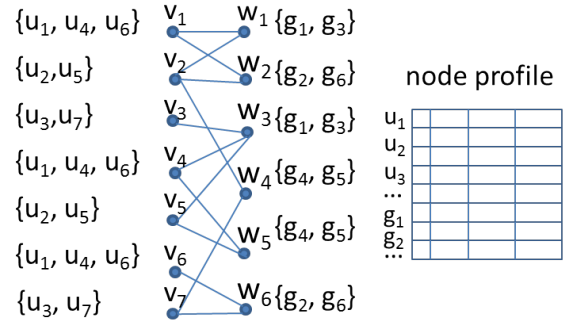 {u₁, u₄, u₆} v₁ w₁ {g₁, g₃}
{u₂,u₅} v₂ w₂ {g₂, g₆}
{u₃,u₇} v₃ w₃ {g₁, g₃}
{u₁, u₄, u₆} v₄ w₄ {g₄, g₅}
{u₂, u₅} v₅ w₅ {g₄, g₅}
{u₁, u₄, u₆} v₆
{u₃, u₇} v₇ w₆ {g₂, g₆}
node profile
u₁
u₂
u₃
...
g₁
g₂
...